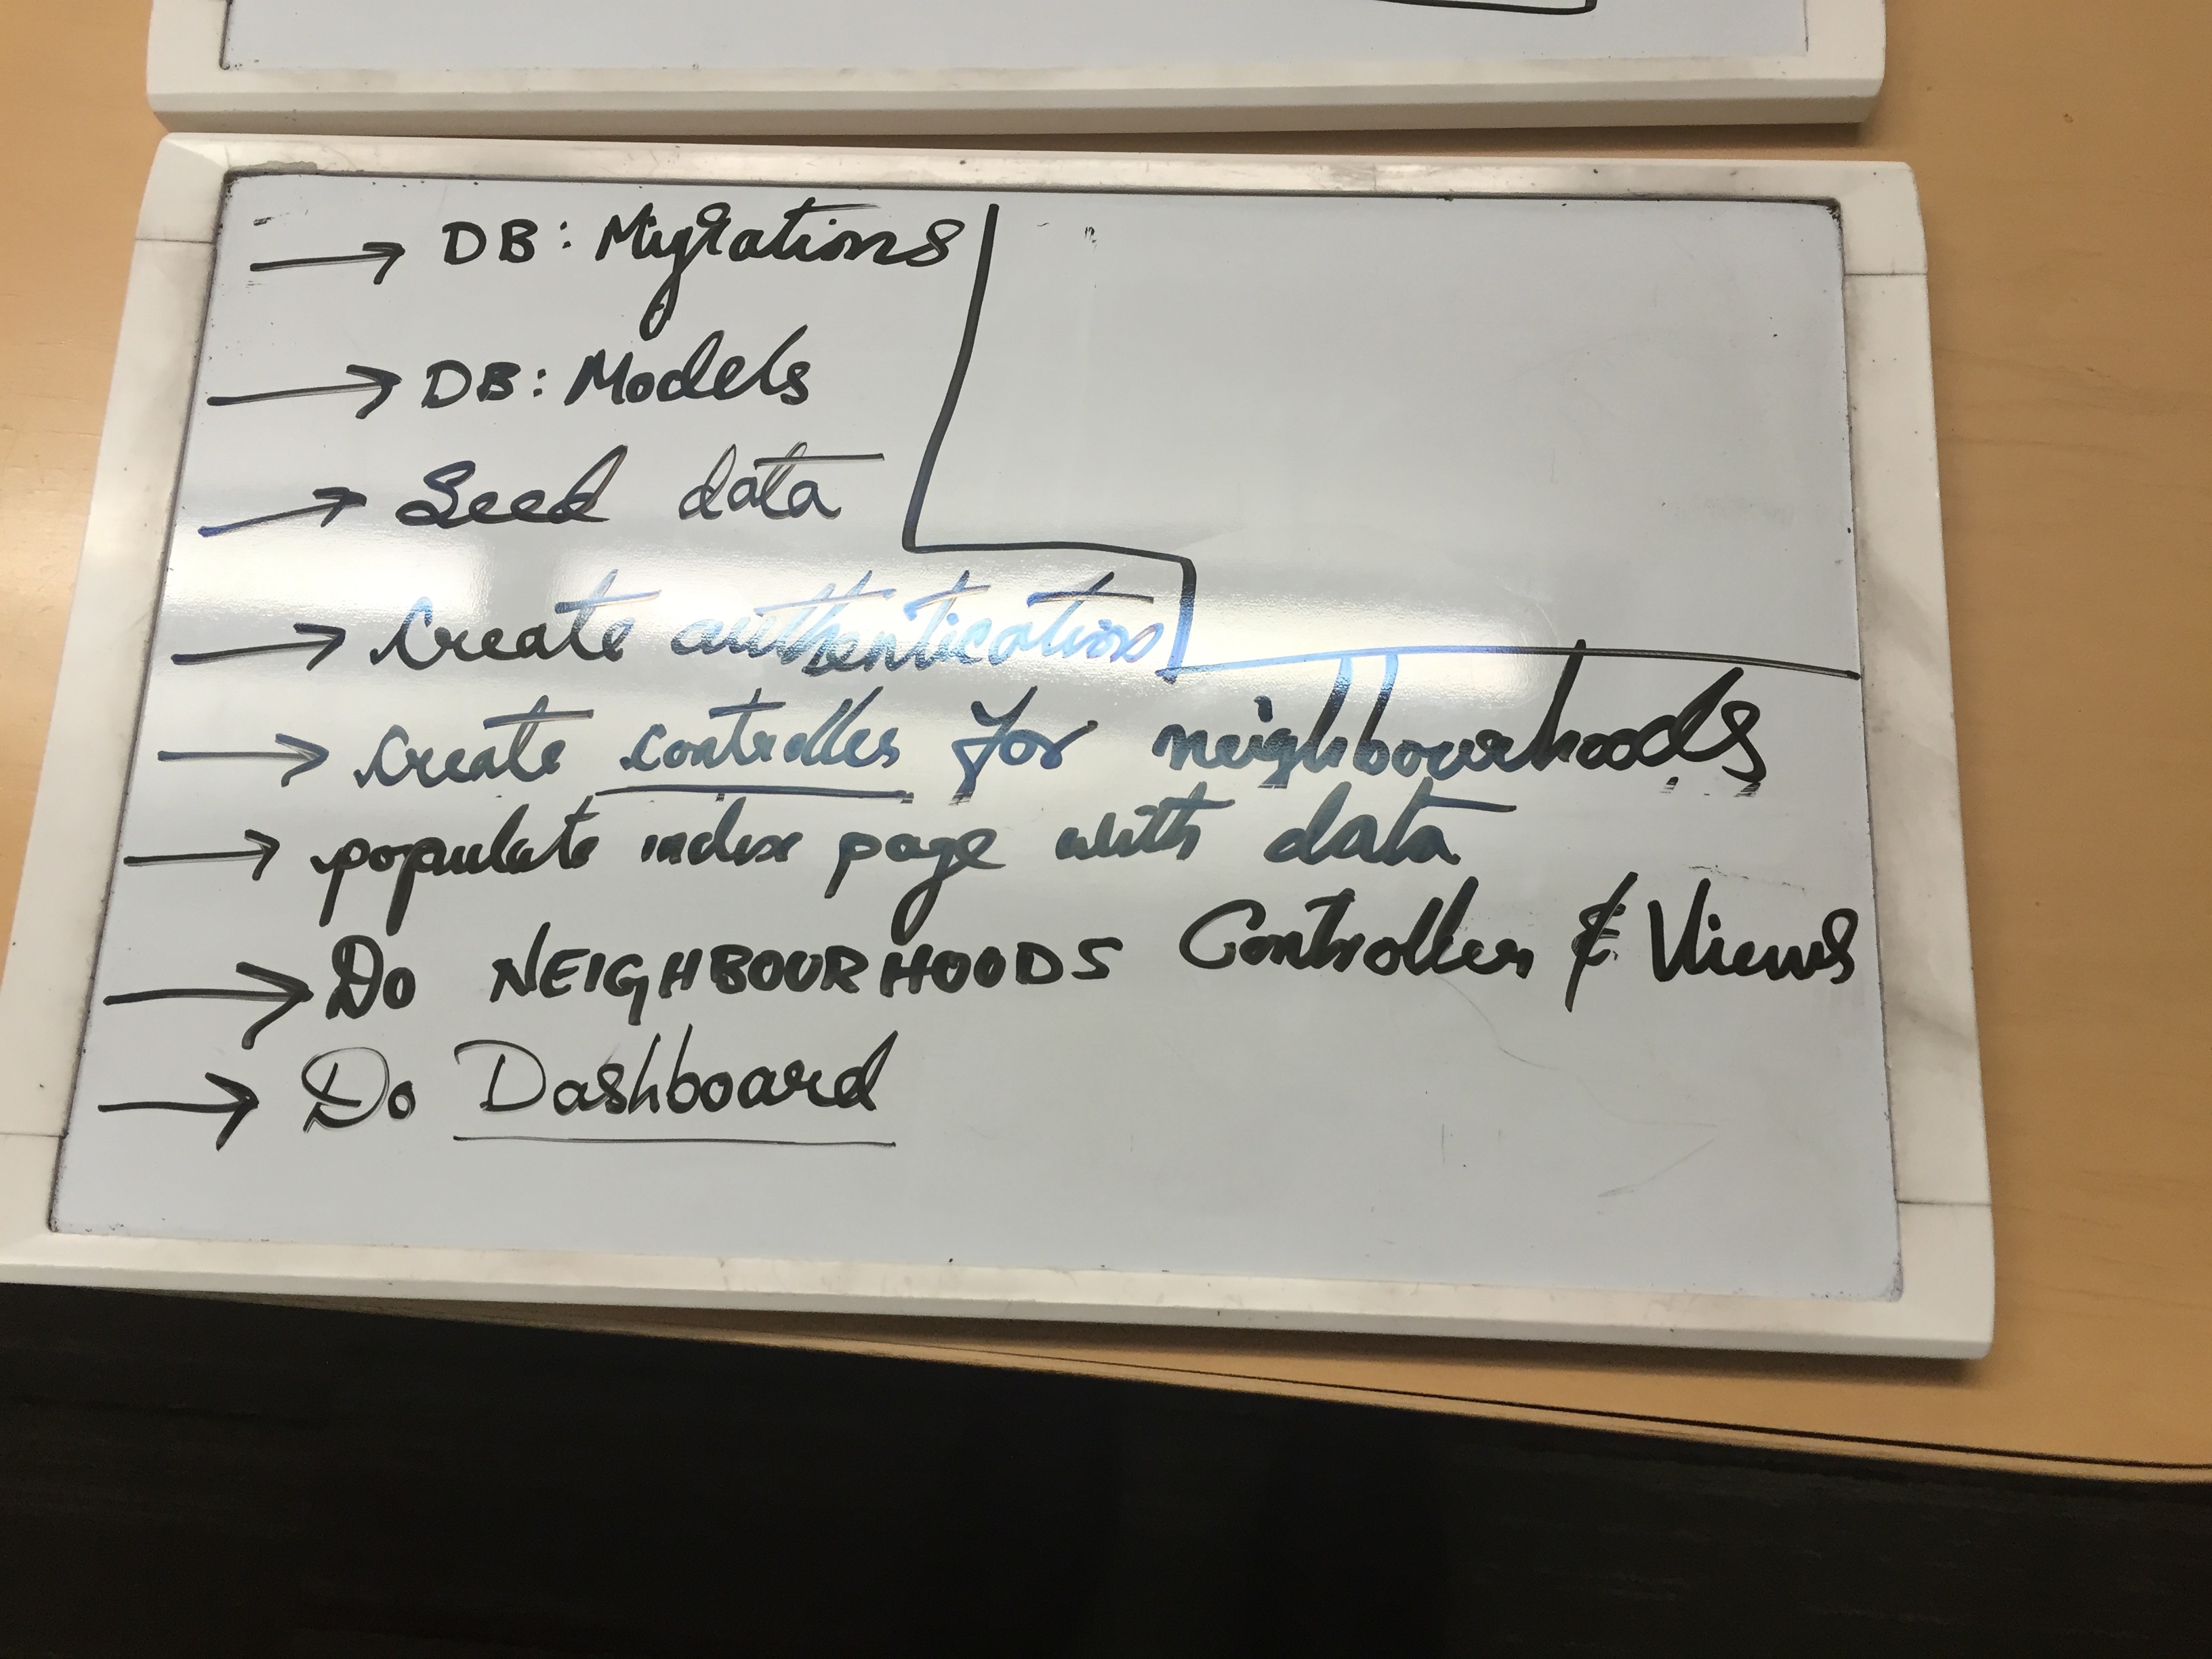 → DB: Migrations
→ DB: Models
→ Seed data
→ Create authentication
→ Create controller for neighbourhoods
→ populate index page with data
→ Do NEIGHBOURHOODS Controller & Views
→ Do Dashboard